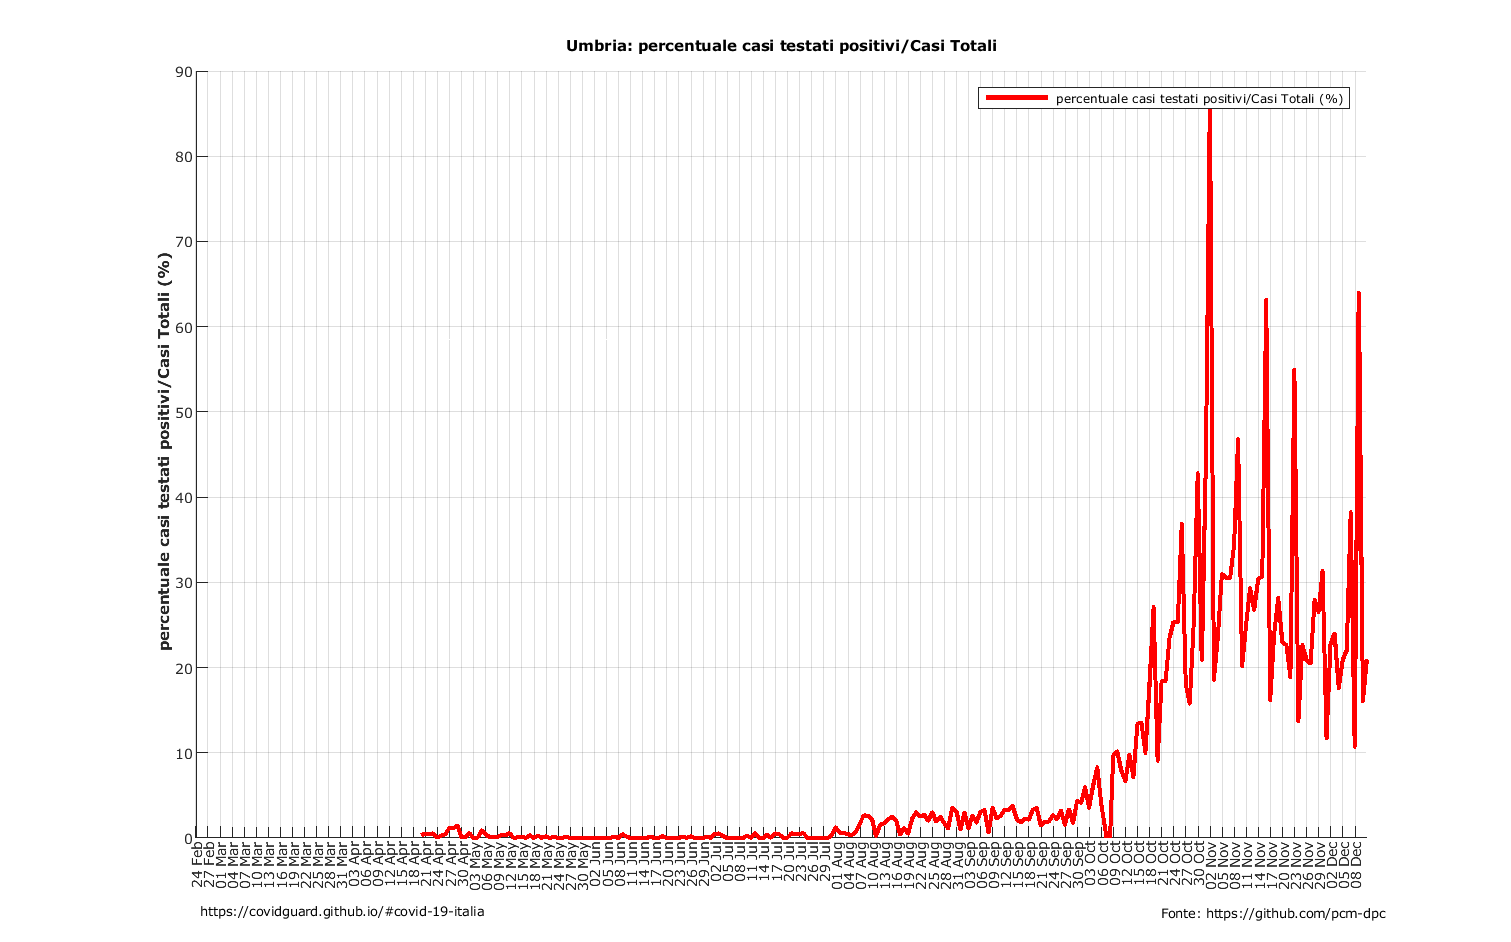 Umbria: percentuale casi testati positivi/Casi Totali
percentuale casi testati positivi/Casi Totali (%)
percentuale casi testati positivi/Casi Totali (%)
90
80
70
60
50
40
30
20
10
0
24 Feb
27 Feb
01 Mar
04 Mar
07 Mar
10 Mar
13 Mar
16 Mar
19 Mar
22 Mar
25 Mar
28 Mar
31 Mar
03 Apr
06 Apr
09 Apr
12 Apr
15 Apr
18 Apr
21 Apr
24 Apr
27 Apr
30 Apr
03 May
06 May
09 May
12 May
15 May
18 May
21 May
24 May
27 May
30 May
02 Jun
05 Jun
08 Jun
11 Jun
14 Jun
17 Jun
20 Jun
23 Jun
26 Jun
29 Jun
02 Jul
05 Jul
08 Jul
11 Jul
14 Jul
17 Jul
20 Jul
23 Jul
26 Jul
29 Jul
01 Aug
04 Aug
07 Aug
10 Aug
13 Aug
16 Aug
19 Aug
22 Aug
25 Aug
28 Aug
31 Aug
03 Sep
06 Sep
09 Sep
12 Sep
15 Sep
18 Sep
21 Sep
24 Sep
27 Sep
30 Sep
03 Oct
06 Oct
09 Oct
12 Oct
15 Oct
18 Oct
21 Oct
24 Oct
27 Oct
30 Oct
02 Nov
05 Nov
08 Nov
11 Nov
14 Nov
17 Nov
20 Nov
23 Nov
26 Nov
29 Nov
02 Dec
05 Dec
08 Dec
https://covidguard.github.io/#covid-19-italia
Fonte: https://github.com/pcm-dpc